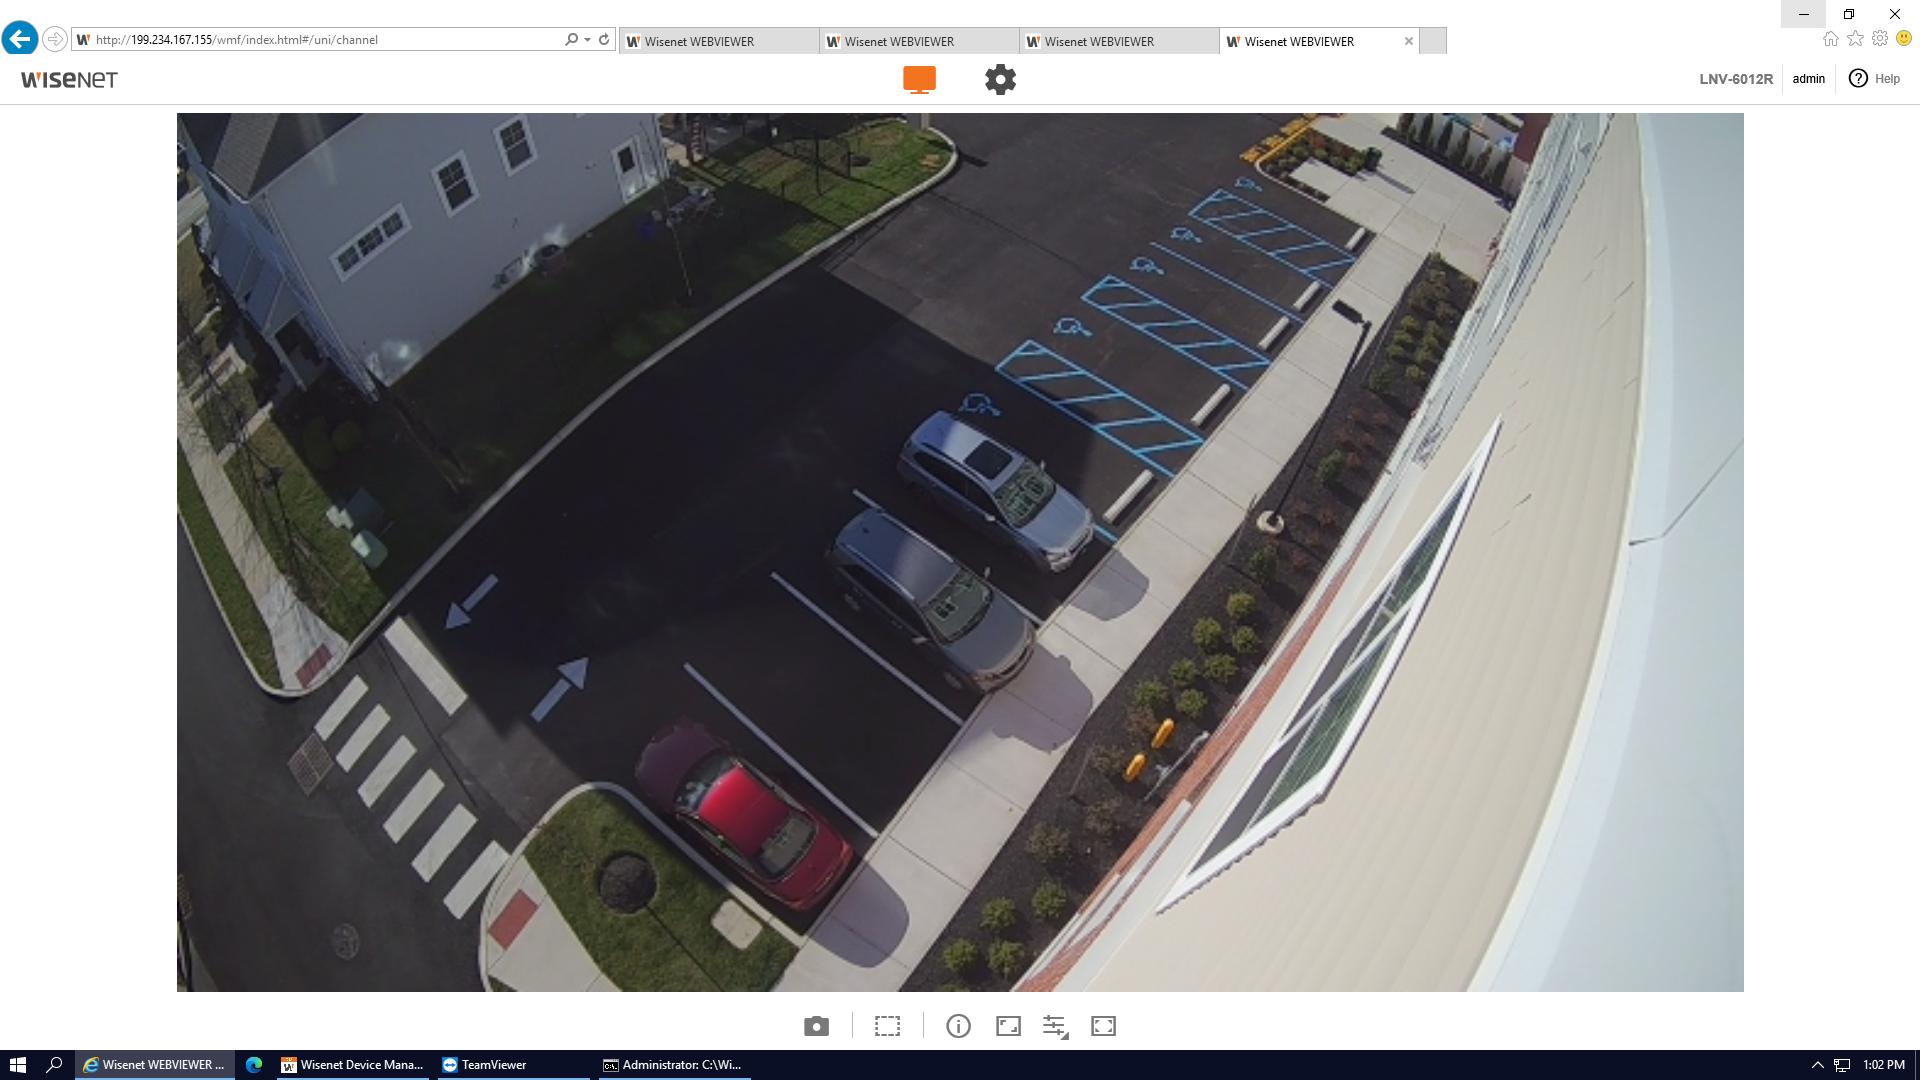 http://199.234.167.155/wmf/index.html#/uni/channel
Wisenet WEBVIEWER
Wisenet WEBVIEWER
Wisenet WEBVIEWER
Wisenet WEBVIEWER
WISENET
LNV-6012R
admin
Help
Wisenet WEBVIEWER ...
Wisenet Device Mana...
TeamViewer
Administrator: C:\Wi...
1:02 PM